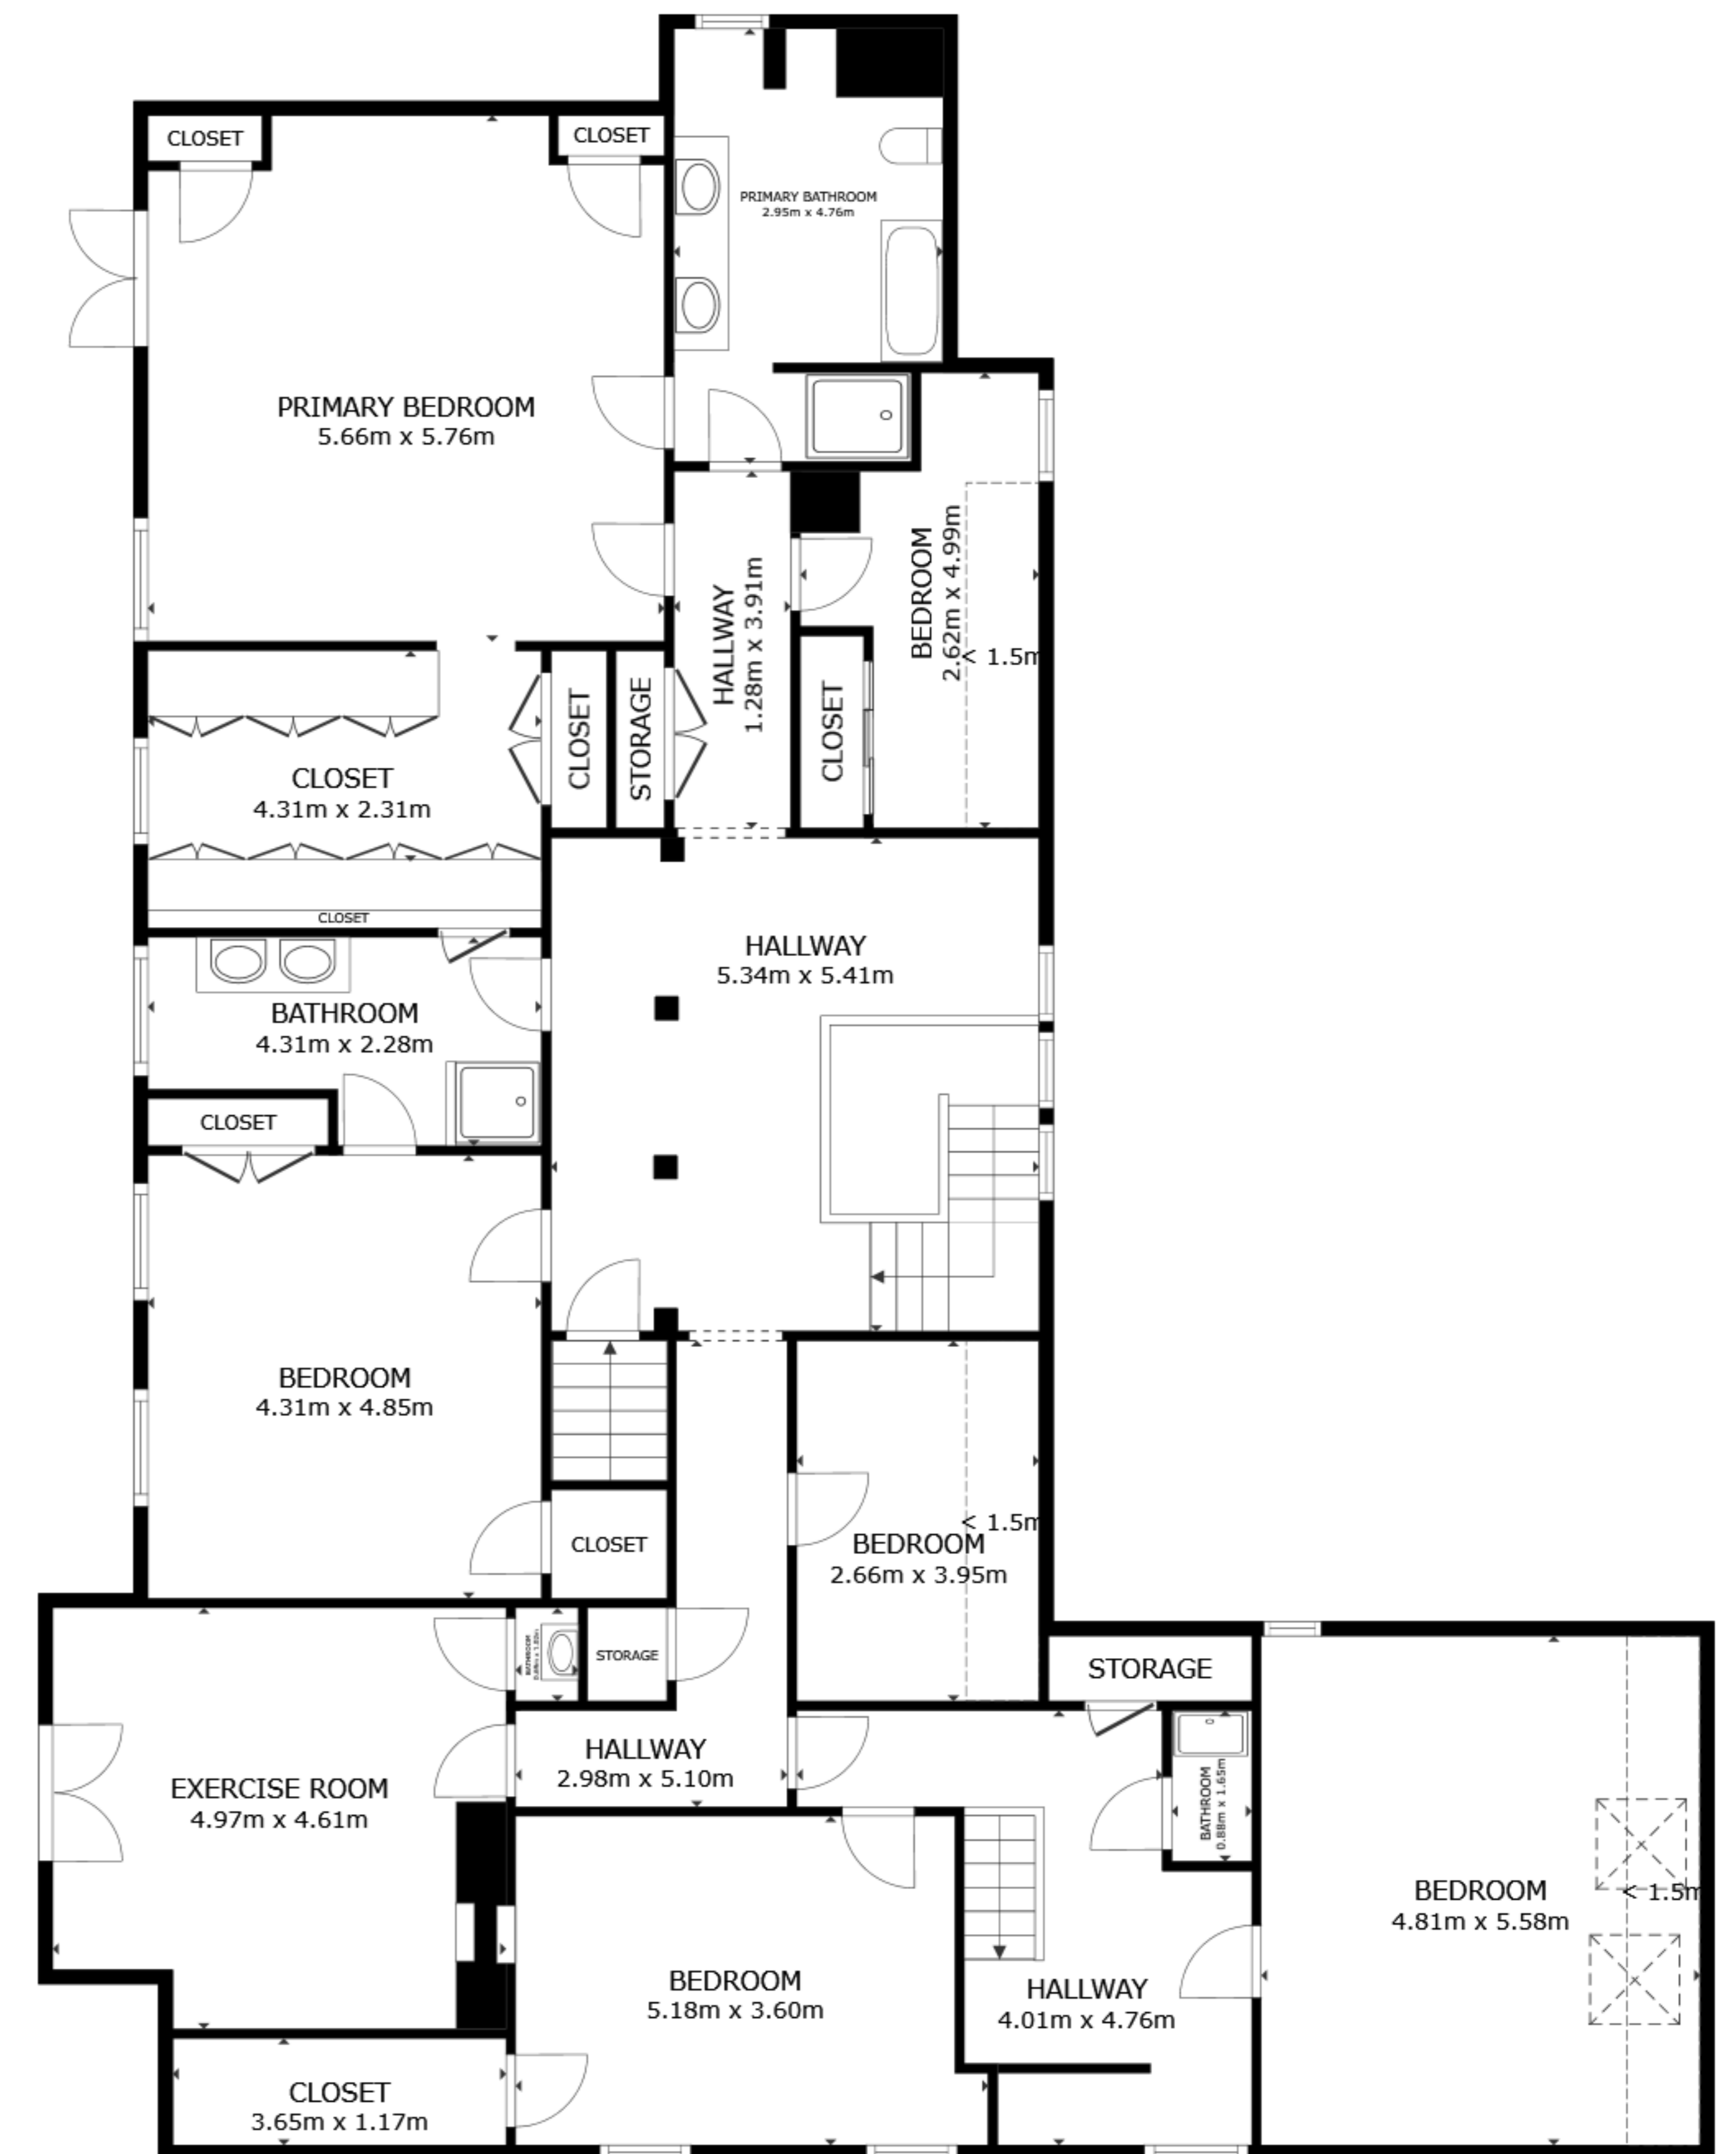 CLOSET
CLOSET
PRIMARY BATHROOM
2.95m x 4.76m
PRIMARY BEDROOM
5.66m x 5.76m
BEDROOM
2.62m x 4.99m
< 1.5m
HALLWAY
1.28m x 3.91m
CLOSET
STORAGE
CLOSET
CLOSET
4.31m x 2.31m
CLOSET
HALLWAY
5.34m x 5.41m
BATHROOM
4.31m x 2.28m
CLOSET
BEDROOM
4.31m x 4.85m
CLOSET
< 1.5m
BEDROOM
2.66m x 3.95m
BATHROOM
STORAGE
STORAGE
HALLWAY
2.98m x 5.10m
EXERCISE ROOM
4.97m x 4.61m
BATHROOM
0.88m x 1.65m
BEDROOM
4.81m x 5.58m
< 1.5m
BEDROOM
5.18m x 3.60m
HALLWAY
4.01m x 4.76m
CLOSET
3.65m x 1.17m